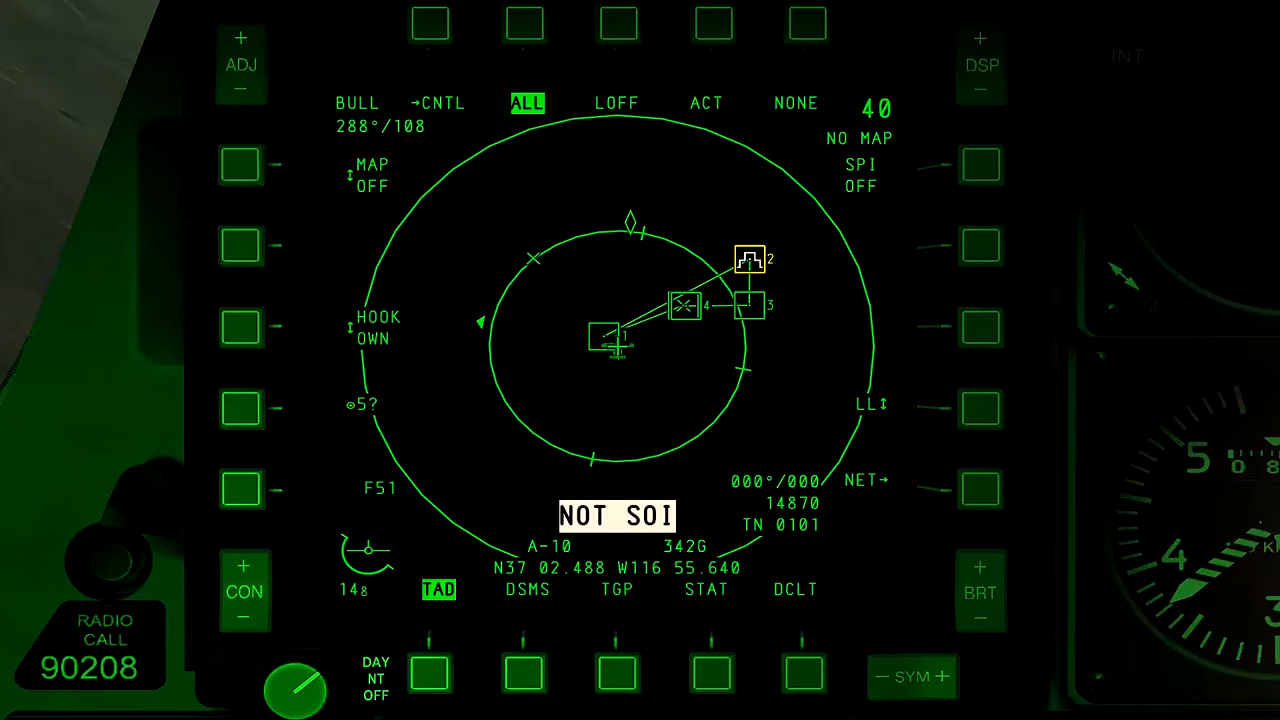 INT
+
ADJ
−
+
DSP
−
BULL →CNTL ALL LOFF ACT NONE 40
288°/108
NO MAP
↕MAP
OFF
SPI
OFF
2
4
3
1
↕HOOK
OWN
⊙5?
LL↕
5
0 8
F51
000°/000
14870
TN 0101
NET→
NOT SOI
A-10 342G
N37 02.488 W116 55.640
148 TAD DSMS TGP STAT DCLT
+
CON
−
+
BRT
−
4
3
RADIO
CALL
90208
DAY
NT
OFF
− SYM +